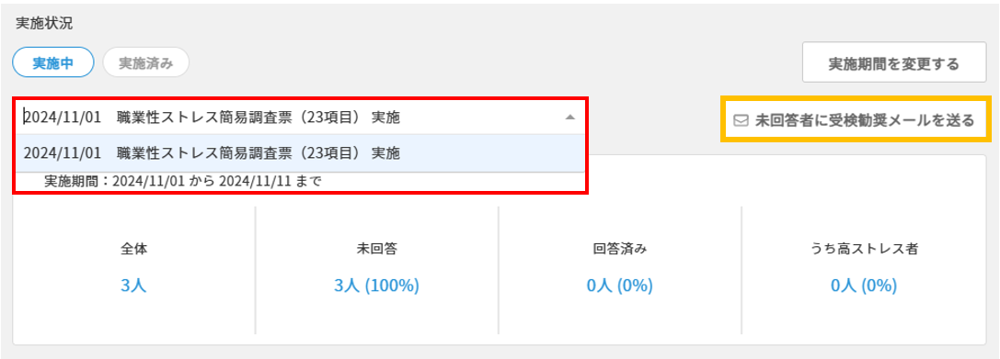 実施状況
実施中 実施済み
実施期間を変更する
2024/11/01 職業性ストレス簡易調査票（23項目） 実施
未回答者に受検勧奨メールを送る
2024/11/01 職業性ストレス簡易調査票（23項目） 実施
実施期間：2024/11/01 から 2024/11/11 まで
全体 未回答 回答済み うち高ストレス者
3人 3人 (100%) 0人 (0%) 0人 (0%)